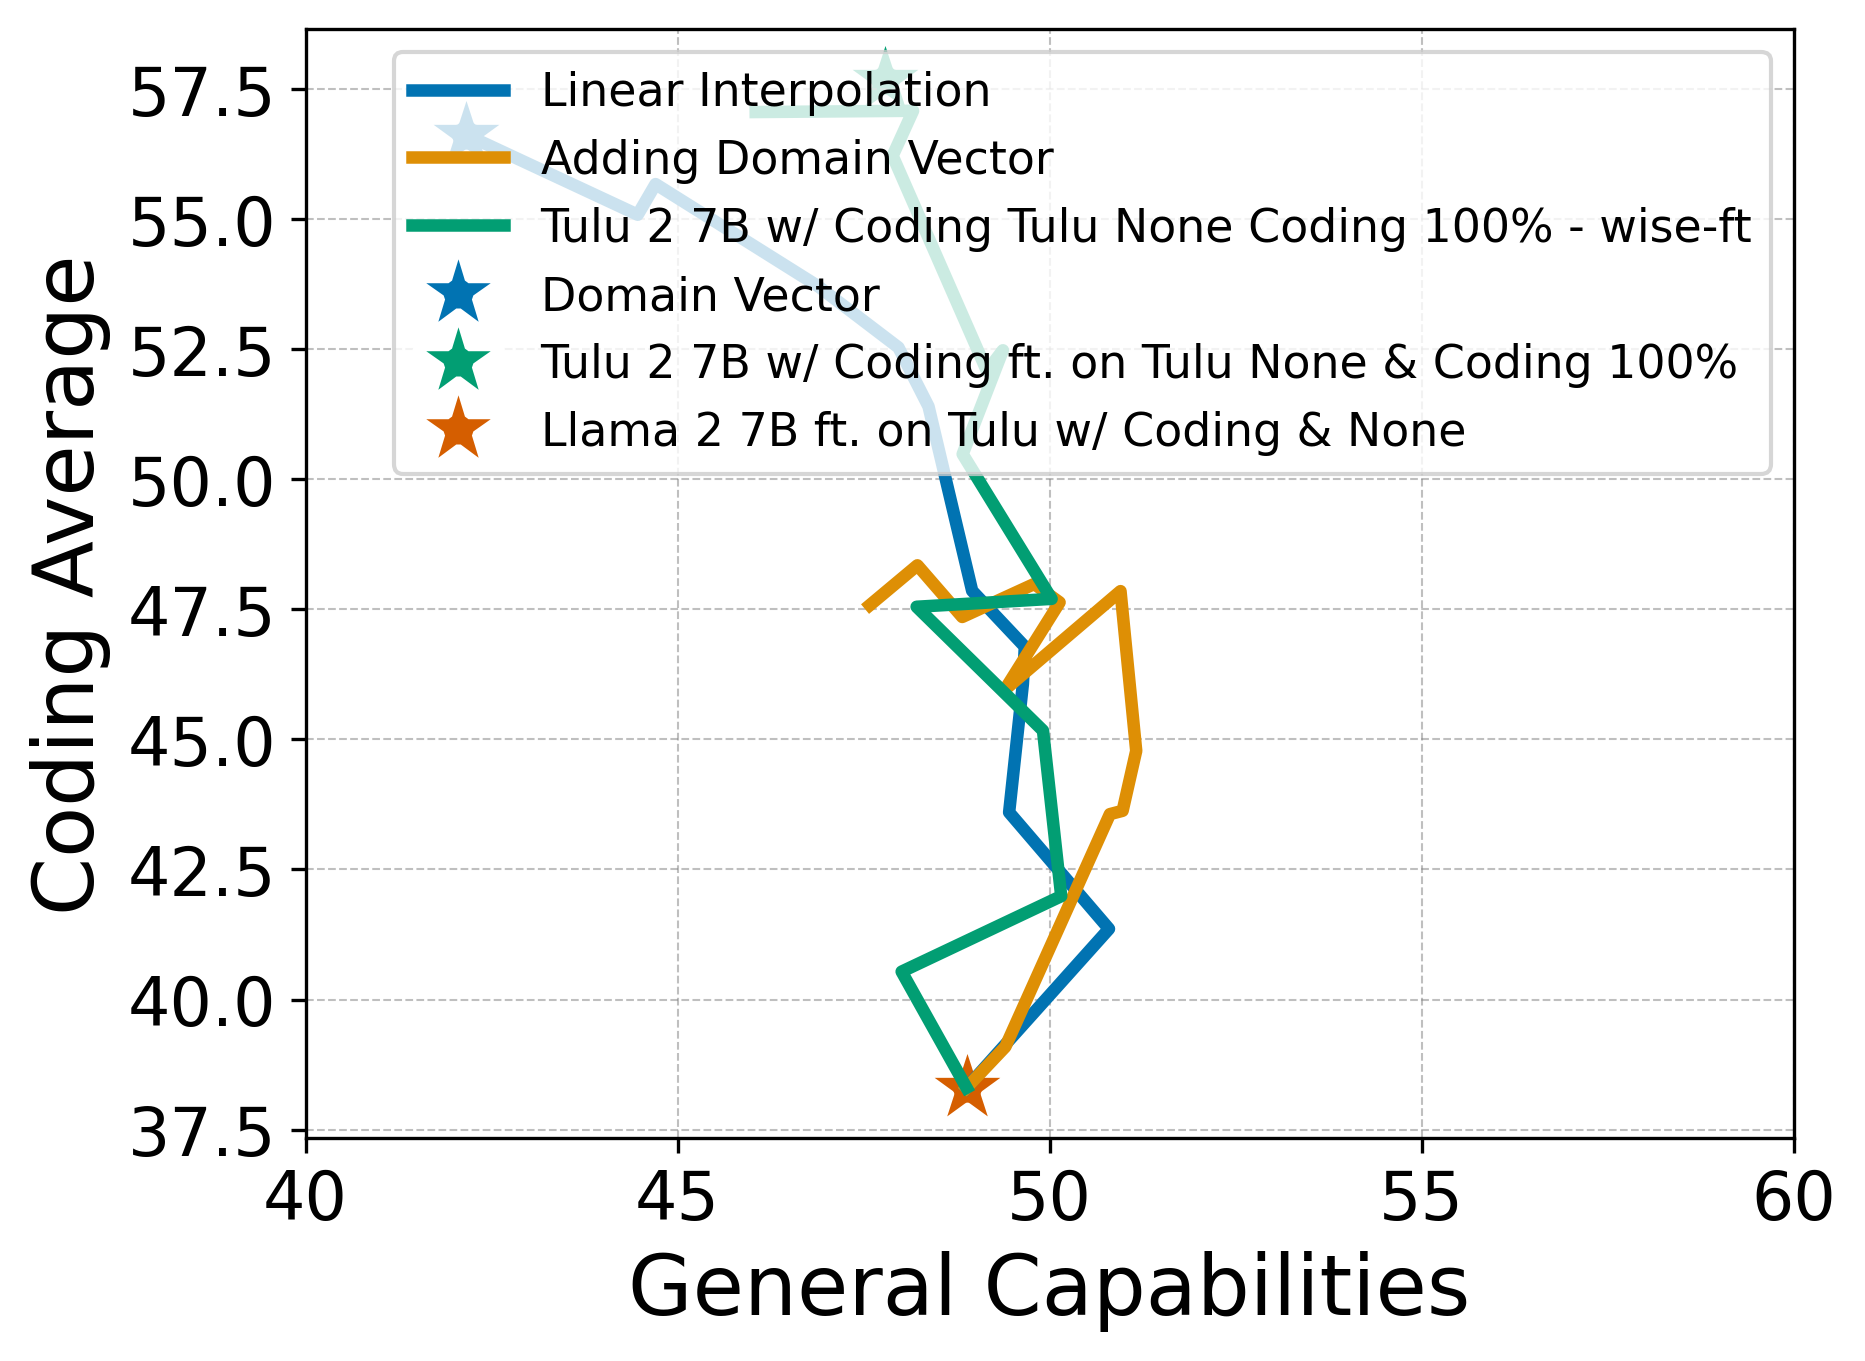 57.5
55.0
52.5
50.0
47.5
45.0
42.5
40.0
37.5
Coding Average
Linear Interpolation
Adding Domain Vector
Tulu 2 7B w/ Coding Tulu None Coding 100% - wise-ft
Domain Vector
Tulu 2 7B w/ Coding ft. on Tulu None & Coding 100%
Llama 2 7B ft. on Tulu w/ Coding & None
40 45 50 55 60
General Capabilities